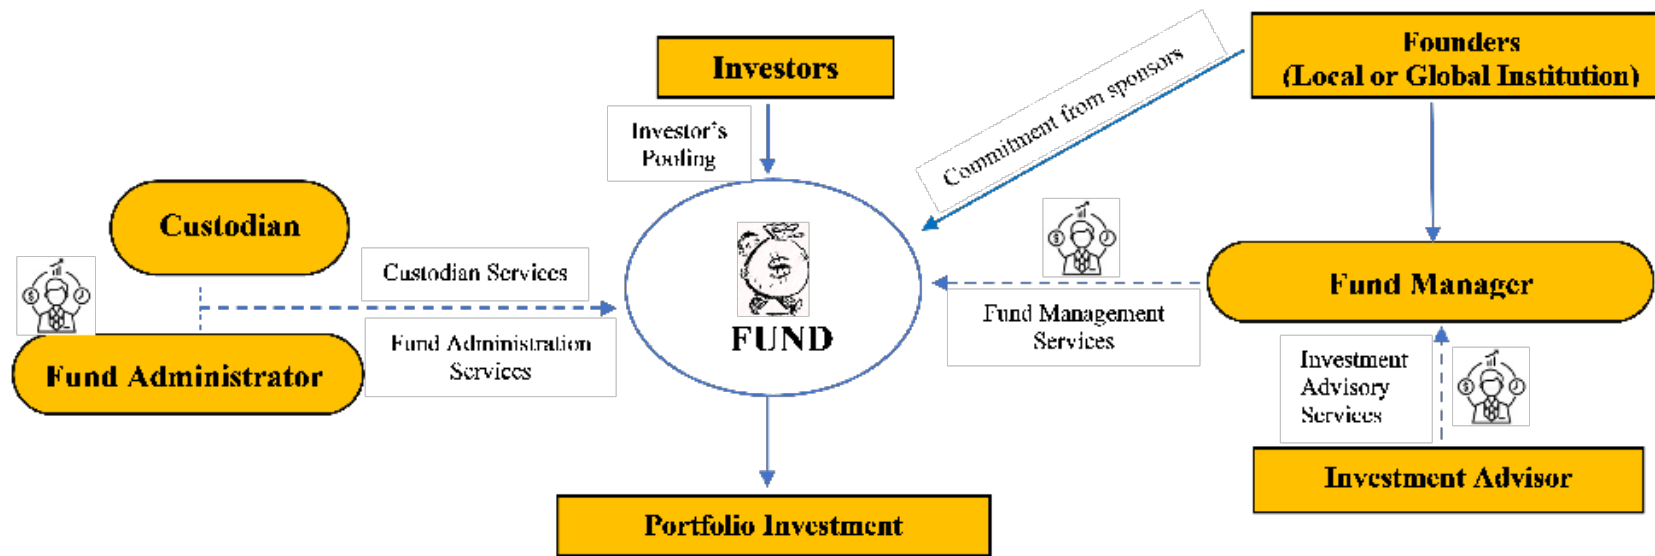 Founders
(Local or Global Institution)
Investors
Commitment from sponsors
Investor's
Pooling
Custodian
Custodian Services
$
FUND
Fund Manager
Fund Management
Services
Fund Administration
Services
Fund Administrator
Investment
Advisory
Services
Investment Advisor
Portfolio Investment